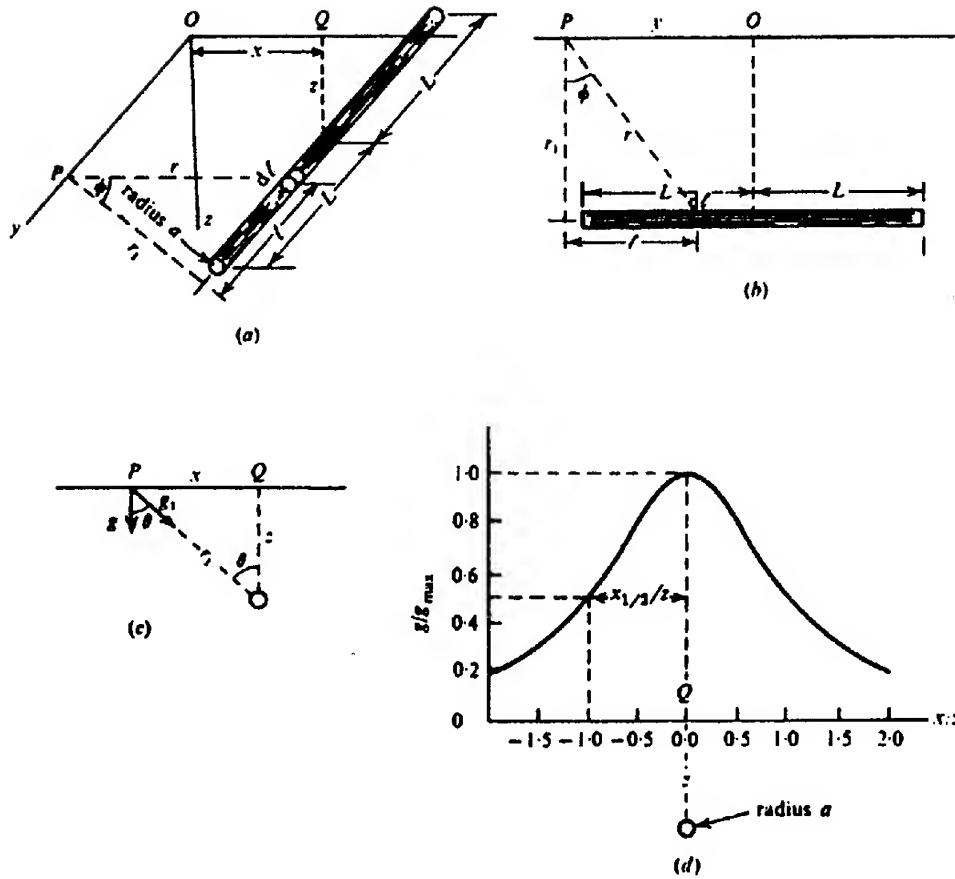 O
Q
x
z
L
P
r
dℓ
L
ψ
radius a
z
ℓ
y
r₁
(a)
P
O
ϕ
r
r₁
L
ℓ
L
ℓ
(b)
P
x
Q
g₁
g
θ
r₁
θ
z
(c)
g/gmax
1·0
0·8
0·6
0·4
0·2
0
x1/2/z
Q
−1·5
−1·0
−0·5
0·0
0·5
1·0
1·5
2.0
z
radius a
(d)